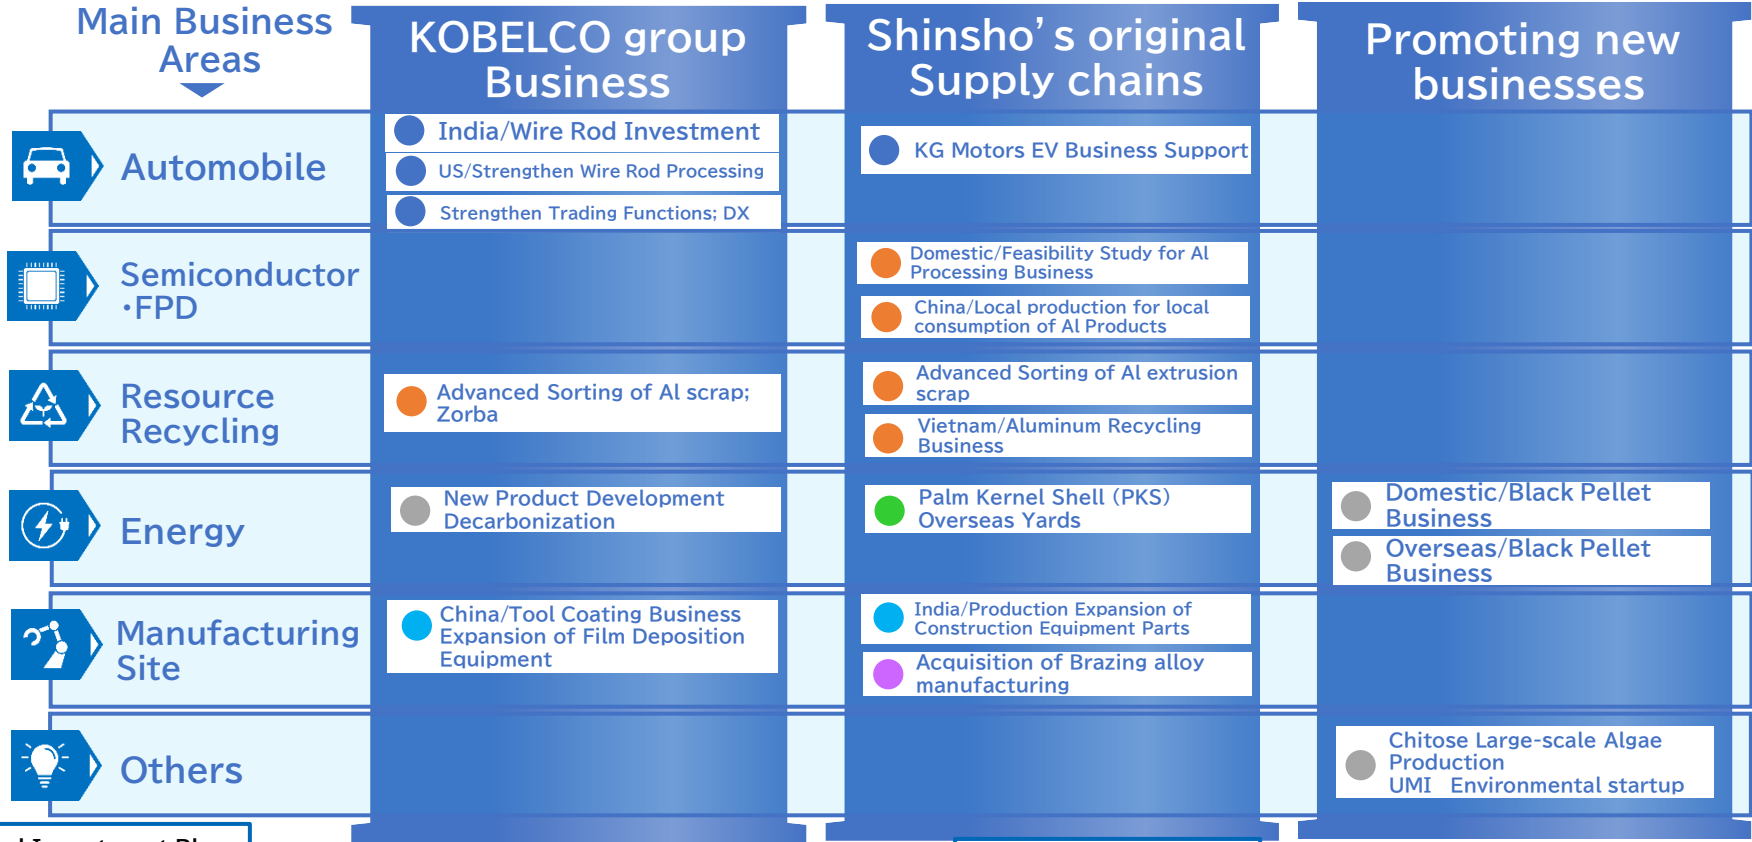 Main Business
Areas
KOBELCO group
Business
Shinsho’s original
Supply chains
Promoting new
businesses
Automobile
India/Wire Rod Investment
US/Strengthen Wire Rod Processing
Strengthen Trading Functions; DX
KG Motors EV Business Support
Semiconductor
・FPD
Domestic/Feasibility Study for Al
Processing Business
China/Local production for local
consumption of Al Products
Resource
Recycling
Advanced Sorting of Al scrap;
Zorba
Advanced Sorting of Al extrusion
scrap
Vietnam/Aluminum Recycling
Business
Energy
New Product Development
Decarbonization
Palm Kernel Shell (PKS)
Overseas Yards
Domestic/Black Pellet
Business
Overseas/Black Pellet
Business
Manufacturing
Site
China/Tool Coating Business
Expansion of Film Deposition
Equipment
India/Production Expansion of
Construction Equipment Parts
Acquisition of Brazing alloy
manufacturing
Others
Chitose Large-scale Algae
Production
UMI Environmental startup